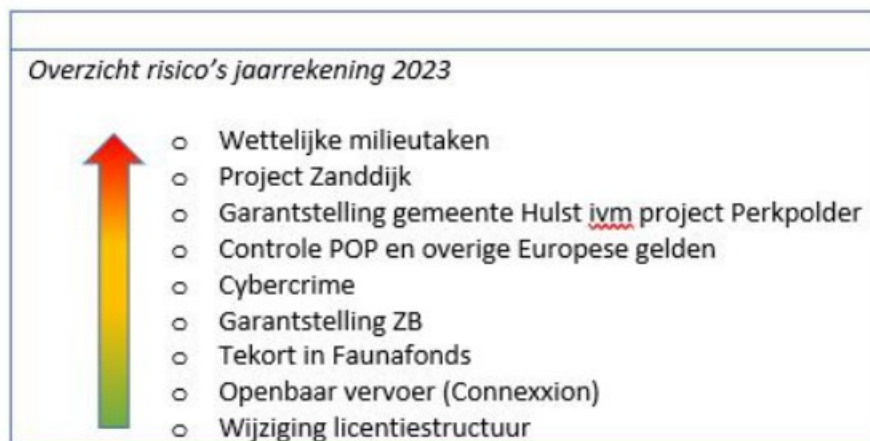 Overzicht risico's jaarrekening 2023
o Wettelijke milieutaken
o Project Zanddijk
o Garantstelling gemeente Hulst ivm project Perkpolder
o Controle POP en overige Europese gelden
o Cybercrime
o Garantstelling ZB
o Tekort in Faunafonds
o Openbaar vervoer (Connexxion)
o Wijziging licentiestructuur